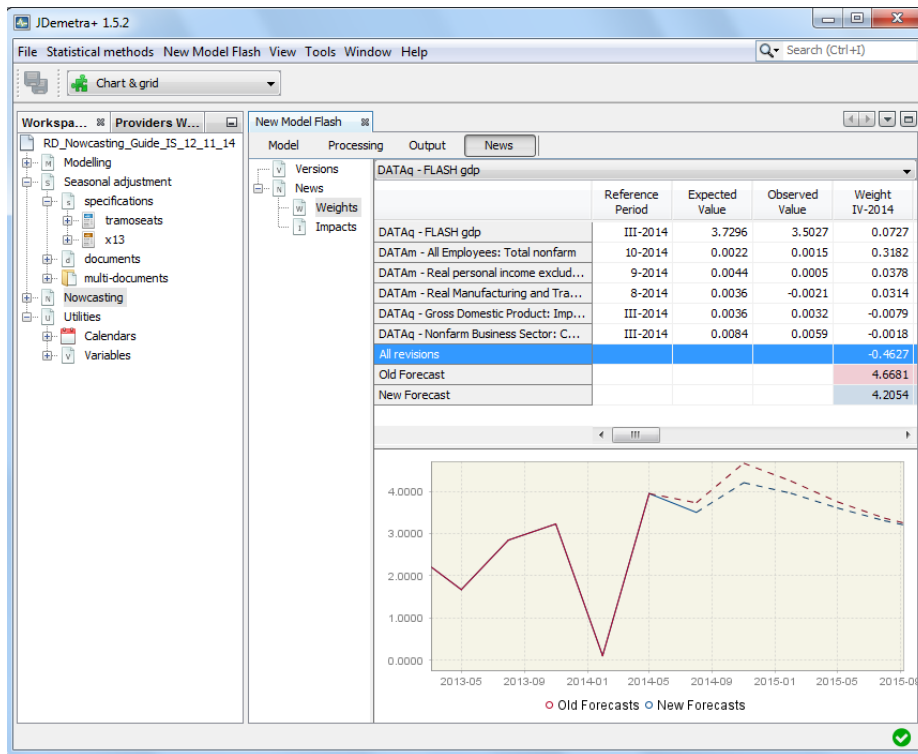 JDemetra+ 1.5.2
File Statistical methods New Model Flash View Tools Window Help
Search (Ctrl+I)
Chart & grid
Workspa... Providers W...
RD_Nowcasting_Guide_IS_12_11_14
Modelling
Seasonal adjustment
specifications
tramoseats
x13
documents
multi-documents
Nowcasting
Utilities
Calendars
Variables
New Model Flash
Model Processing Output News
Versions
News
Weights
Impacts
DATAq - FLASH gdp
Reference Period Expected Value Observed Value Weight IV-2014
DATAq - FLASH gdp III-2014 3.7296 3.5027 0.0727
DATAm - All Employees: Total nonfarm 10-2014 0.0022 0.0015 0.3182
DATAm - Real personal income exclud... 9-2014 0.0044 0.0005 0.0378
DATAm - Real Manufacturing and Tra... 8-2014 0.0036 -0.0021 0.0314
DATAq - Gross Domestic Product: Imp... III-2014 0.0036 0.0032 -0.0079
DATAq - Nonfarm Business Sector: C... III-2014 0.0084 0.0059 -0.0018
All revisions -0.4627
Old Forecast 4.6681
New Forecast 4.2054
4.0000
3.0000
2.0000
1.0000
0.0000
2013-05 2013-09 2014-01 2014-05 2014-09 2015-01 2015-05 2015-09
Old Forecasts New Forecasts